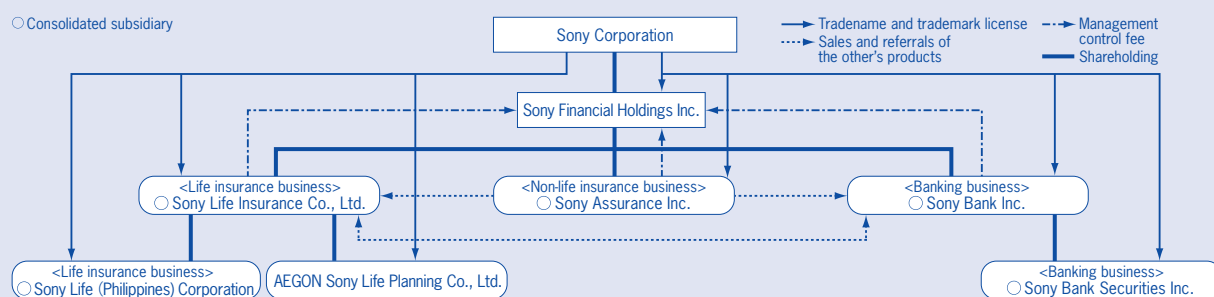 ○ Consolidated subsidiary
Sony Corporation
Tradename and trademark license
Sales and referrals of
the other's products
Management
control fee
Shareholding
Sony Financial Holdings Inc.
<Life insurance business>
○ Sony Life Insurance Co., Ltd.
<Non-life insurance business>
○ Sony Assurance Inc.
<Banking business>
○ Sony Bank Inc.
<Life insurance business>
○ Sony Life (Philippines) Corporation
AEGON Sony Life Planning Co., Ltd.
<Banking business>
○ Sony Bank Securities Inc.